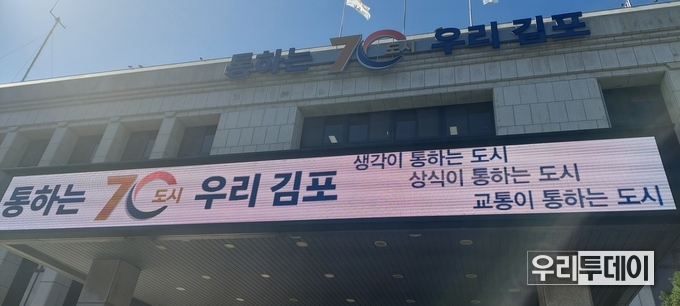 통하는 70 도시 우리 김포
통하는 70 도시 우리 김포
생각이 통하는 도시
상식이 통하는 도시
교통이 통하는 도시
우리투데이